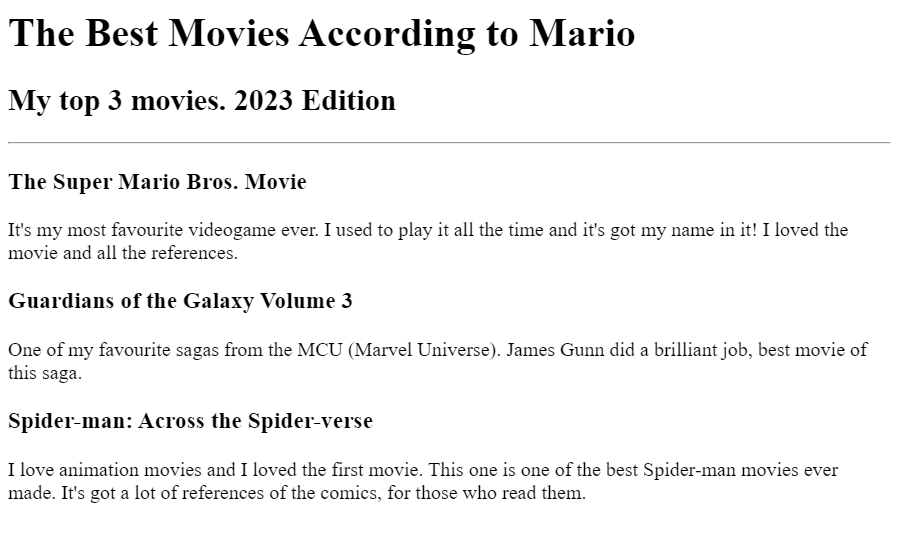 The Best Movies According to Mario
My top 3 movies. 2023 Edition
The Super Mario Bros. Movie
It's my most favourite videogame ever. I used to play it all the time and it's got my name in it! I loved the
movie and all the references.
Guardians of the Galaxy Volume 3
One of my favourite sagas from the MCU (Marvel Universe). James Gunn did a brilliant job, best movie of
this saga.
Spider-man: Across the Spider-verse
I love animation movies and I loved the first movie. This one is one of the best Spider-man movies ever
made. It's got a lot of references of the comics, for those who read them.